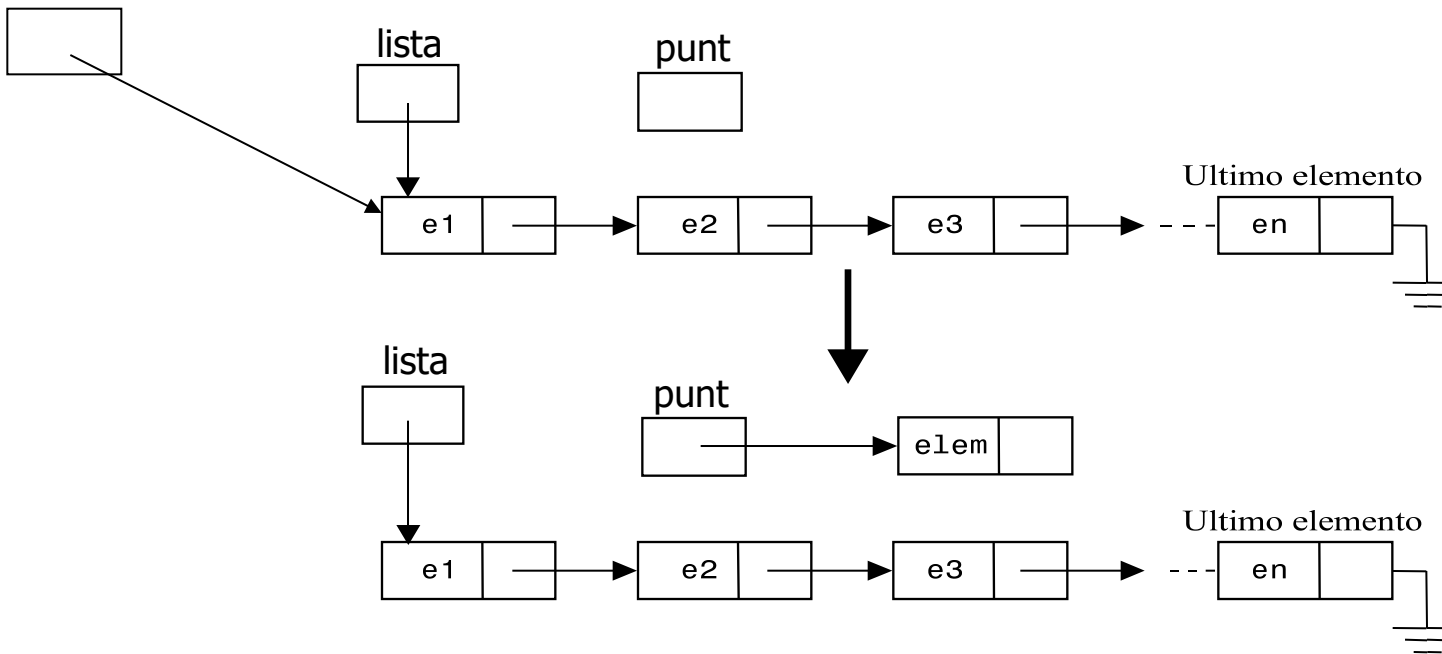 lista
punt
Ultimo elemento
e1 e2 e3 en
lista
punt
elem
Ultimo elemento
e1 e2 e3 en